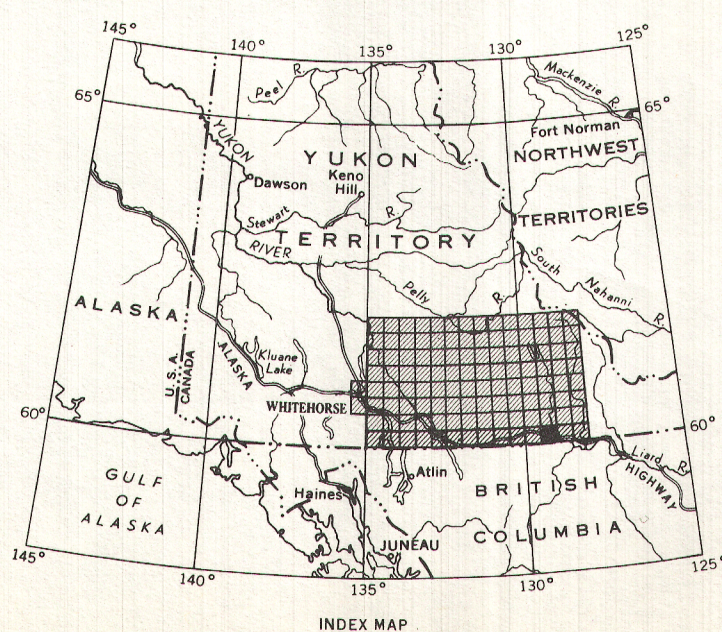 145°
140°
135°
130°
125°
65°
Peel R.
Mackenzie R.
65°
YUKON
Fort Norman
YUKON
NORTHWEST
Keno
Hill
Dawson
Stewart R.
TERRITORIES
TERRITORY
RIVER
South Nahanni R.
Pelly R.
ALASKA
Kluane
Lake
ALASKA
U.S.A.
CANADA
WHITEHORSE
60°
60°
Liard R.
HIGHWAY
Atlin
GULF
OF
ALASKA
Haines
BRITISH
COLUMBIA
JUNEAU
145°
140°
135°
130°
125°
INDEX MAP